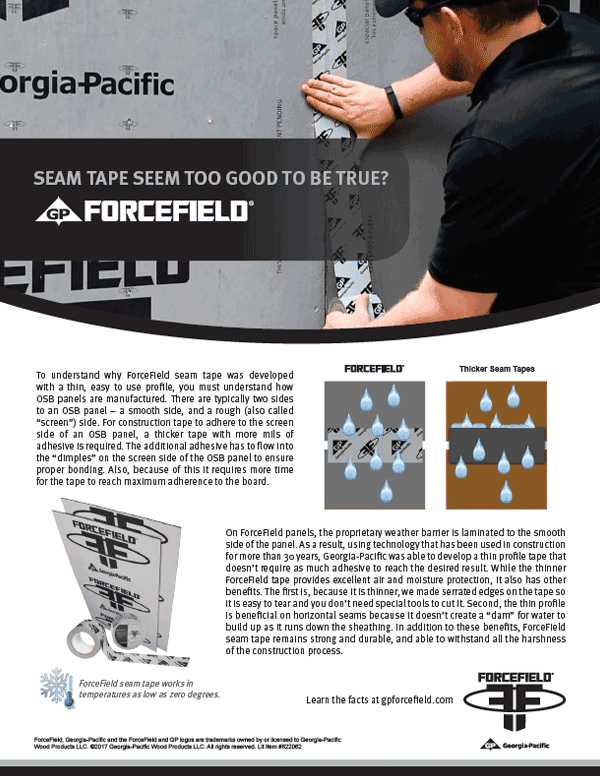 space panel
ends and
espaciar panel
los extremos
orgia-Pacific
SEAM TAPE SEEM TOO GOOD TO BE TRUE?
GP FORCEFIELD®
EFIELD
To understand why ForceField seam tape was developed
with a thin, easy to use profile, you must understand how
OSB panels are manufactured. There are typically two sides
to an OSB panel – a smooth side, and a rough (also called
“screen”) side. For construction tape to adhere to the screen
side of an OSB panel, a thicker tape with more mils of
adhesive is required. The additional adhesive has to flow into
the “dimples” on the screen side of the OSB panel to ensure
proper bonding. Also, because of this it requires more time
for the tape to reach maximum adherence to the board.
FORCEFIELD®
Thicker Seam Tapes
On ForceField panels, the proprietary weather barrier is laminated to the smooth
side of the panel. As a result, using technology that has been used in construction
for more than 30 years, Georgia-Pacific was able to develop a thin profile tape that
doesn’t require as much adhesive to reach the desired result. While the thinner
ForceField tape provides excellent air and moisture protection, it also has other
benefits. The first is, because it is thinner, we made serrated edges on the tape so
it is easy to tear and you don’t need special tools to cut it. Second, the thin profile
is beneficial on horizontal seams because it doesn’t create a “dam” for water to
build up as it runs down the sheathing. In addition to these benefits, ForceField
seam tape remains strong and durable, and able to withstand all the harshness
of the construction process.
FORCEFIELD
Georgia-Pacific
FORCEFIELD
ForceField seam tape works in
temperatures as low as zero degrees.
Learn the facts at gpforcefield.com
FORCEFIELD
GP Georgia-Pacific
ForceField, Georgia-Pacific and the ForceField and GP logos are trademarks owned by or licensed to Georgia-Pacific
Wood Products LLC. ©2017 Georgia-Pacific Wood Products LLC. All rights reserved. Lit Item #622062